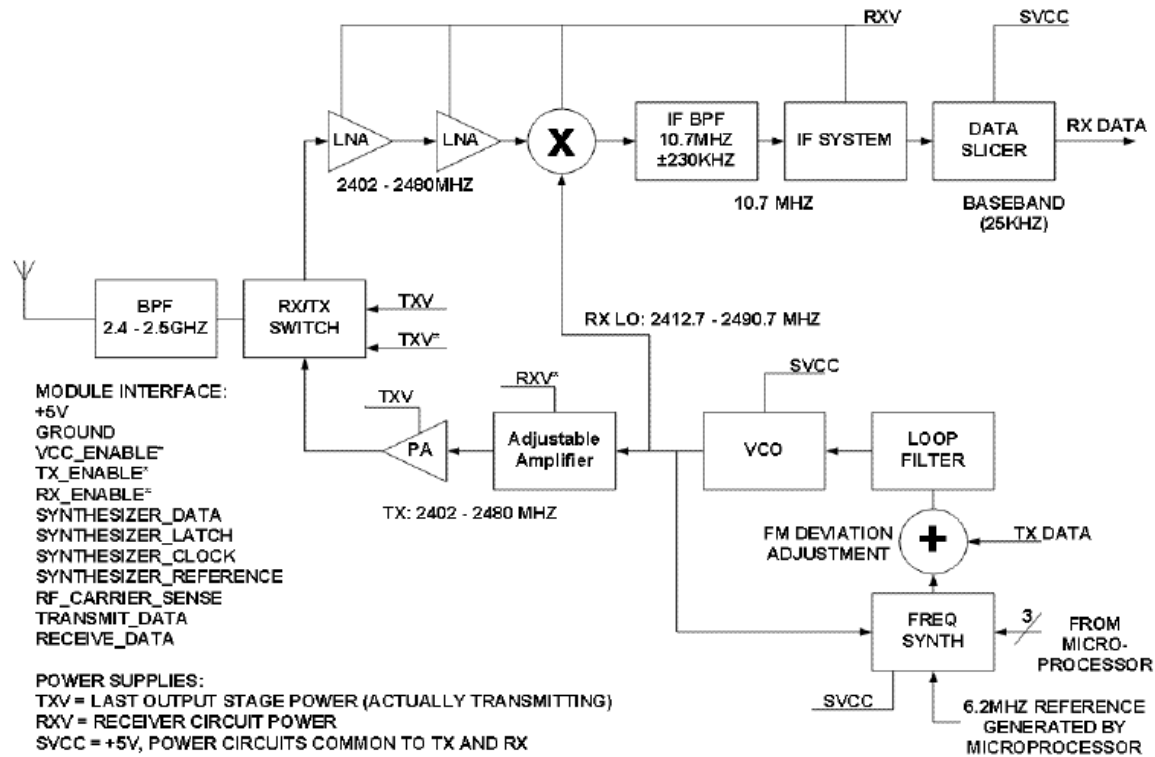 RXV
SVCC
LNA
LNA
X
IF BPF
10.7MHZ
±230KHZ
IF SYSTEM
DATA
SLICER
RX DATA
2402 - 2480MHZ
10.7 MHZ
BASEBAND
(25KHZ)
BPF
2.4 - 2.5GHZ
RX/TX
SWITCH
TXV
TXV*
RX LO: 2412.7 - 2490.7 MHZ
SVCC
RXV*
TXV
PA
Adjustable
Amplifier
VCO
LOOP
FILTER
TX: 2402 - 2480 MHZ
FM DEVIATION
ADJUSTMENT
+
TX DATA
FREQ
SYNTH
3
FROM
MICRO-
PROCESSOR
SVCC
6.2MHZ REFERENCE
GENERATED BY
MICROPROCESSOR
MODULE INTERFACE:
+5V
GROUND
VCC_ENABLE*
TX_ENABLE*
RX_ENABLE*
SYNTHESIZER_DATA
SYNTHESIZER_LATCH
SYNTHESIZER_CLOCK
SYNTHESIZER_REFERENCE
RF_CARRIER_SENSE
TRANSMIT_DATA
RECEIVE_DATA
POWER SUPPLIES:
TXV = LAST OUTPUT STAGE POWER (ACTUALLY TRANSMITTING)
RXV = RECEIVER CIRCUIT POWER
SVCC = +5V, POWER CIRCUITS COMMON TO TX AND RX